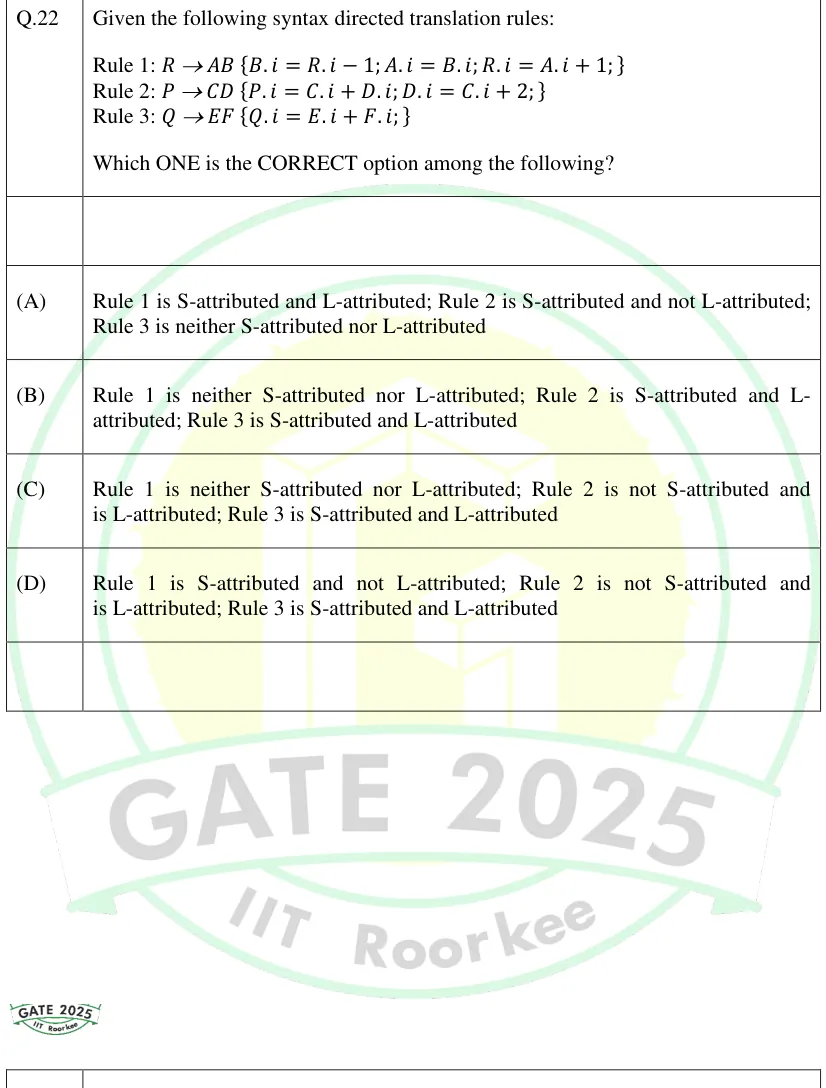 Q.22 Given the following syntax directed translation rules:
Rule 1: R → AB {B.i = R.i − 1; A.i = B.i; R.i = A.i + 1;}
Rule 2: P → CD {P.i = C.i + D.i; D.i = C.i + 2;}
Rule 3: Q → EF {Q.i = E.i + F.i;}
Which ONE is the CORRECT option among the following?
(A) Rule 1 is S-attributed and L-attributed; Rule 2 is S-attributed and not L-attributed;
Rule 3 is neither S-attributed nor L-attributed
(B) Rule 1 is neither S-attributed nor L-attributed; Rule 2 is S-attributed and L-
attributed; Rule 3 is S-attributed and L-attributed
(C) Rule 1 is neither S-attributed nor L-attributed; Rule 2 is not S-attributed and
is L-attributed; Rule 3 is S-attributed and L-attributed
(D) Rule 1 is S-attributed and not L-attributed; Rule 2 is not S-attributed and
is L-attributed; Rule 3 is S-attributed and L-attributed
GATE 2025
IIT Roorkee
GATE 2025
IIT Roorkee